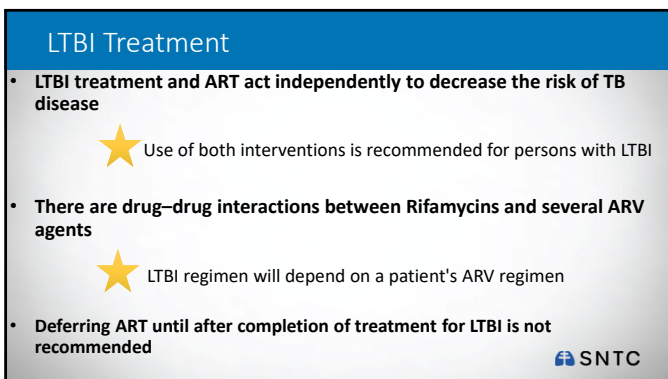 LTBI Treatment
• LTBI treatment and ART act independently to decrease the risk of TB
disease
Use of both interventions is recommended for persons with LTBI
• There are drug–drug interactions between Rifamycins and several ARV
agents
LTBI regimen will depend on a patient's ARV regimen
• Deferring ART until after completion of treatment for LTBI is not
recommended
SNTC